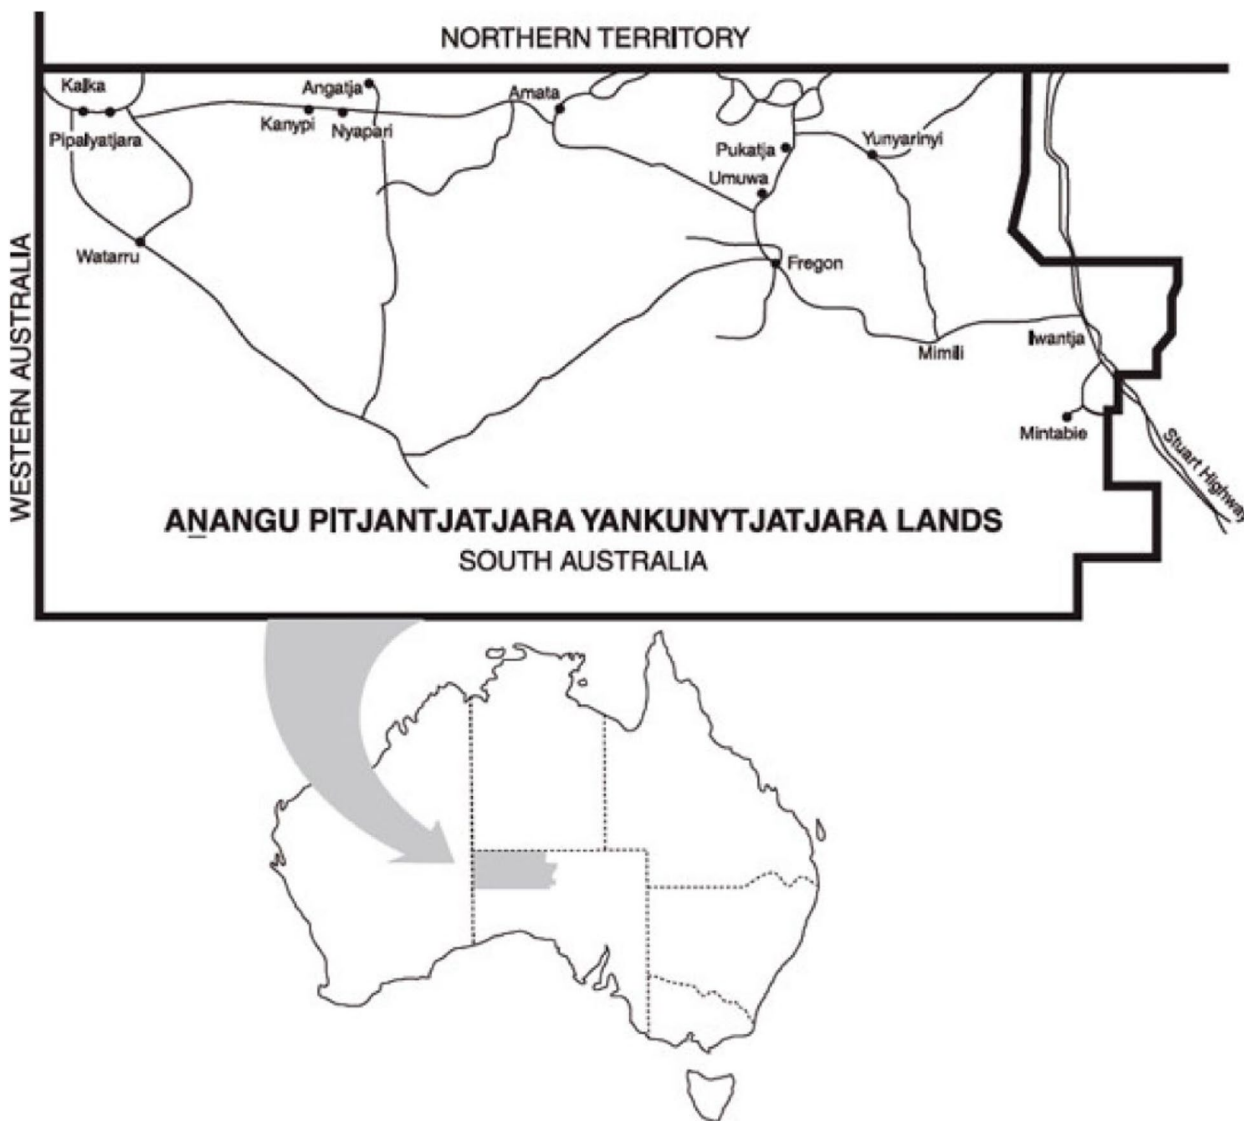 NORTHERN TERRITORY
Kalka
Angatja
Amata
Kanypi
Nyapari
Pipalyatjara
Pukatja
Yunyarinyi
Umuwa
Watarru
Fregon
Mimili
Iwantja
Mintabie
Stuart Highway
WESTERN AUSTRALIA
AṈANGU PITJANTJATJARA YANKUNYTJATJARA LANDS
SOUTH AUSTRALIA